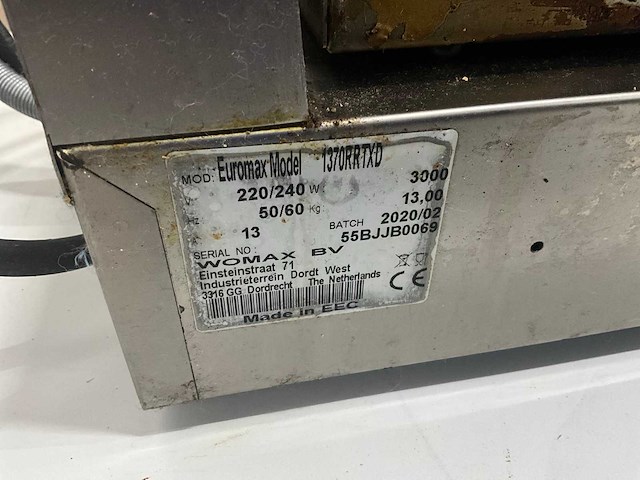 MOD: Euromax Model 1370RRTXD
V 220/240 W 3000
Hz 50/60 Kg 13,00
A 13 BATCH 2020/02
SERIAL NO: 55BJJB0069
WOMAX BV
Einsteinstraat 71
Industrieterrein Dordt West
3316 GG Dordrecht The Netherlands
CE
Made in EEC